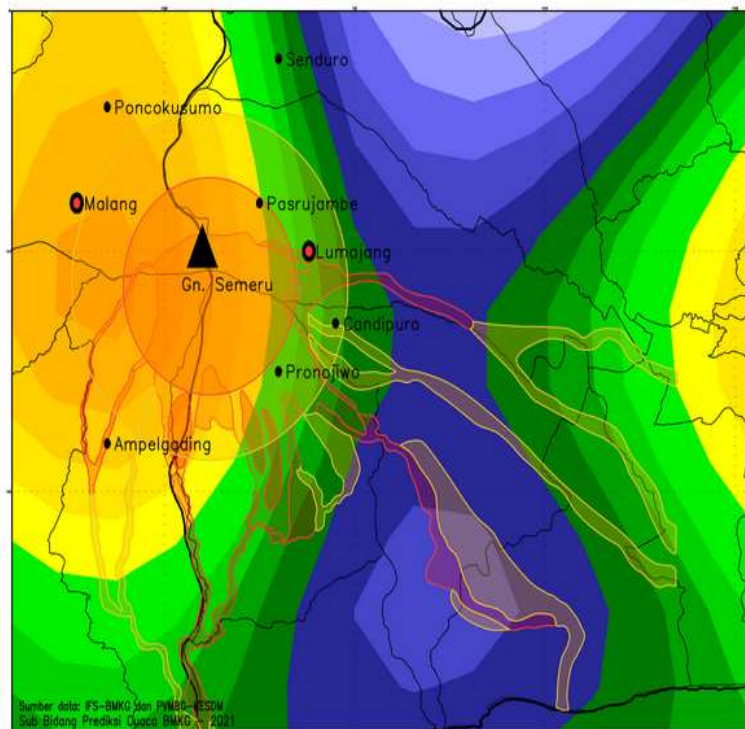 Senduro
Poncokusumo
Malang
Pasrujambe
Lumajang
Gn. Semeru
Candipuro
Pronojiwo
Ampelgading
Sumber data: IFS-BMKG dan PVMBG-KESDM
Sub Bidang Prediksi Cuaca BMKG - 2021